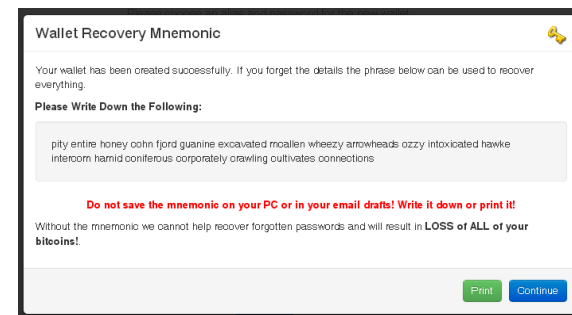 Wallet Recovery Mnemonic
Your wallet has been created successfully. If you forget the details the phrase below can be used to recover
everything.
Please Write Down the Following:
pity entire honey cohn fjord guanine excavated mcallen wheezy arrowheads ozzy intoxicated hawke
intercom hamid coniferous corporately crawling cultivates connections
Do not save the mnemonic on your PC or in your email drafts! Write it down or print it!
Without the mnemonic we cannot help recover forgotten passwords and will result in LOSS of ALL of your
bitcoins!.
Print Continue